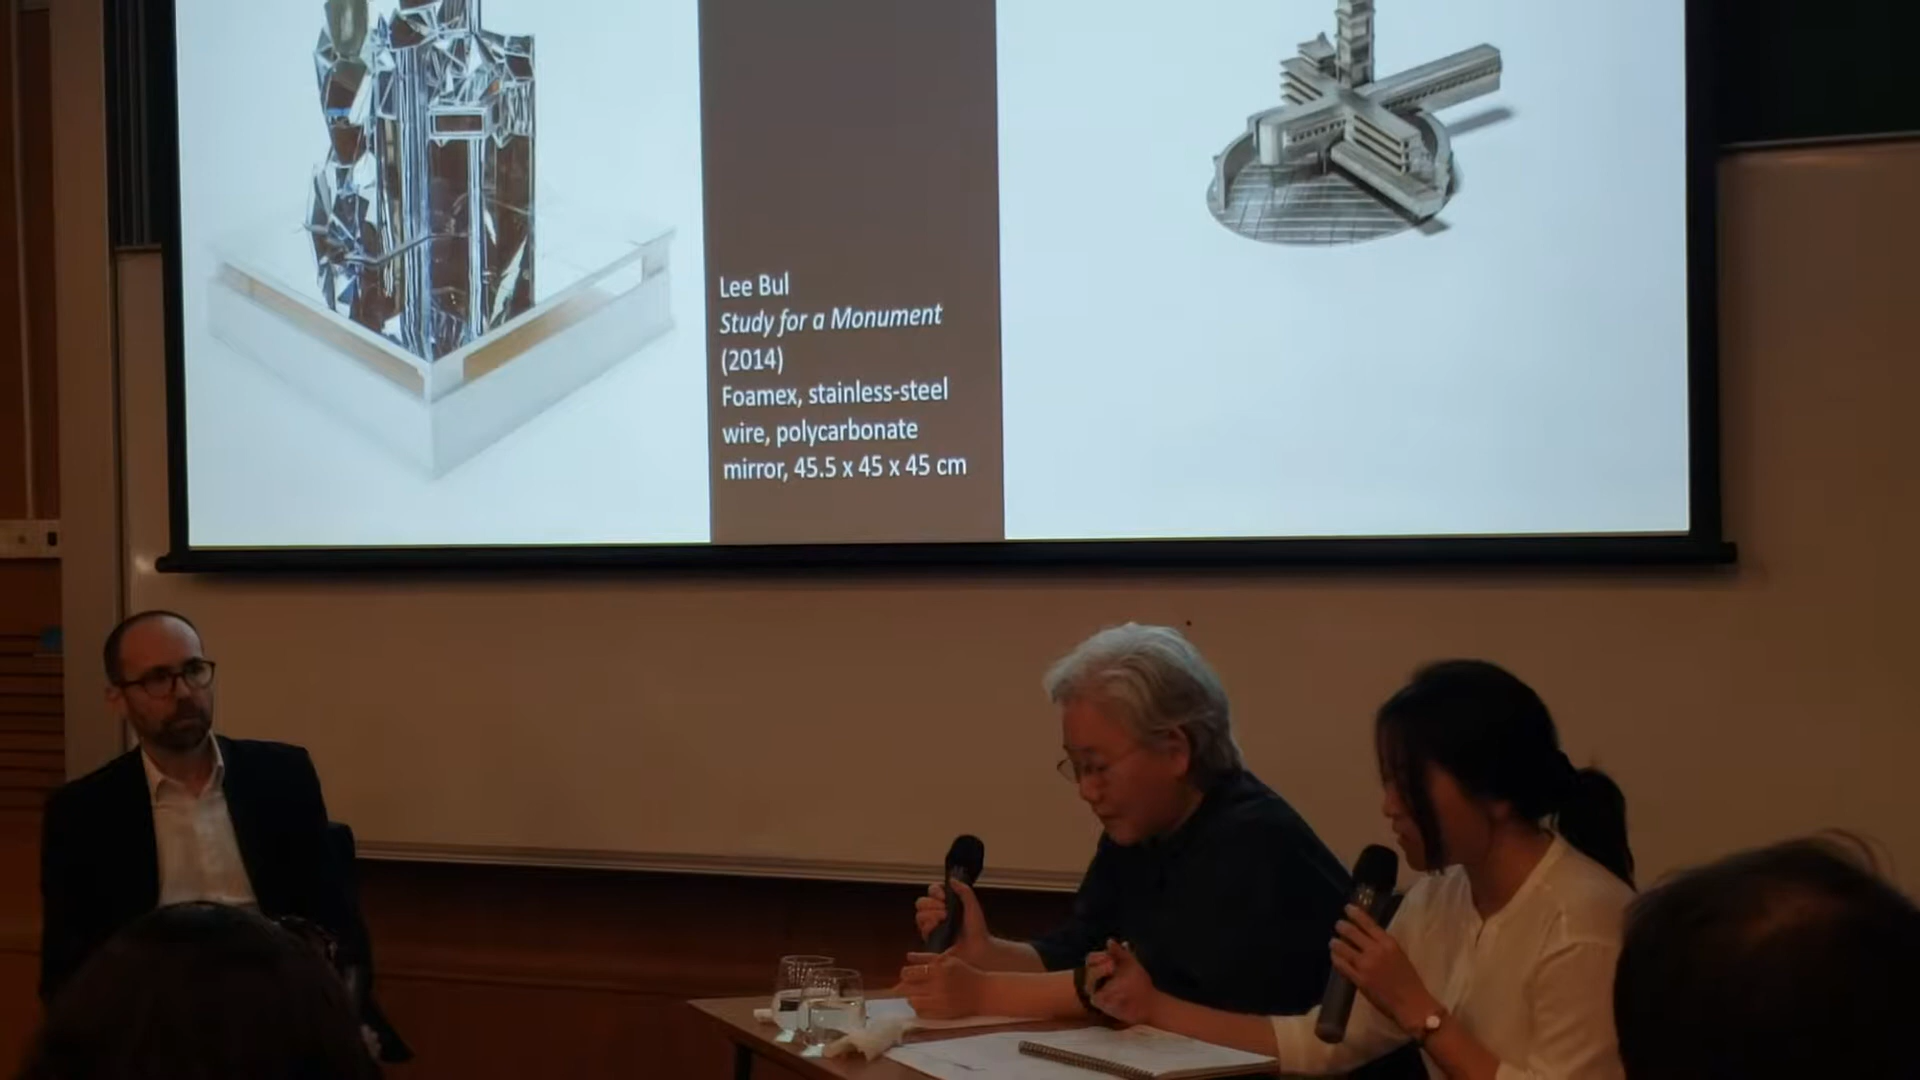 Lee Bul
Study for a Monument
(2014)
Foamex, stainless-steel
wire, polycarbonate
mirror, 45.5 x 45 x 45 cm